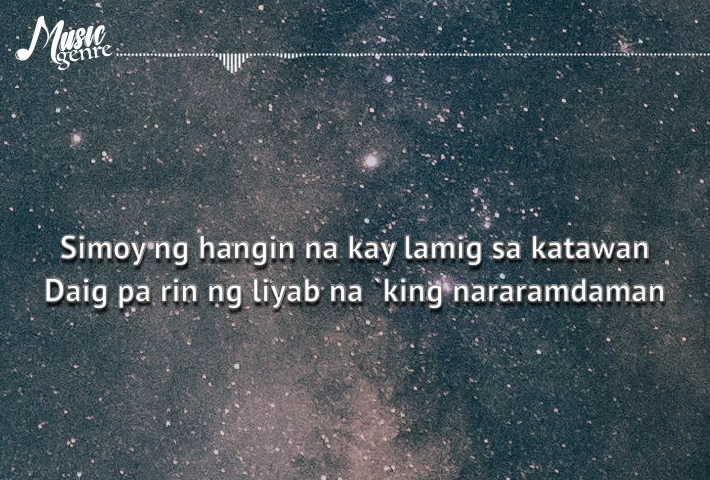 Music
genre
Simoy ng hangin na kay lamig sa katawan
Daig pa rin ng liyab na `king nararamdaman